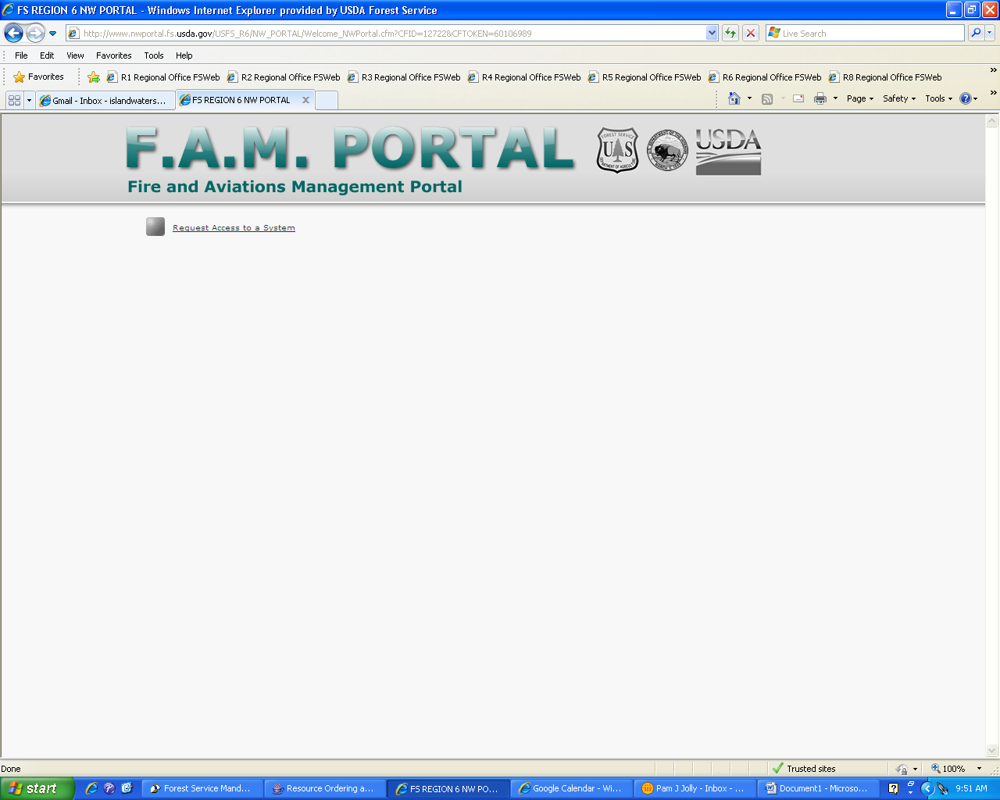 FS REGION 6 NW PORTAL - Windows Internet Explorer provided by USDA Forest Service
http://www.nwportal.fs.usda.gov/USFS_R6/NW_PORTAL/Welcome_NWPortal.cfm?CFID=12722&CFTOKEN=60106989
Live Search
File Edit View Favorites Tools Help
Favorites R1 Regional Office FSWeb R2 Regional Office FSWeb R3 Regional Office FSWeb R4 Regional Office FSWeb R5 Regional Office FSWeb R6 Regional Office FSWeb R8 Regional Office FSWeb
Gmail - Inbox - islandwaters... FS REGION 6 NW PORTAL Page Safety Tools
F.A.M. PORTAL
Fire and Aviations Management Portal
FOREST SERVICE
U S
DEPARTMENT OF AGRICULTURE
USDA
Request Access to a System
Done Trusted sites 100%
start Forest Service Mand... Resource Ordering a... FS REGION 6 NW PO... Google Calendar - Wi... Pam J Jolly - Inbox - ... Document1 - Microso... 9:51 AM